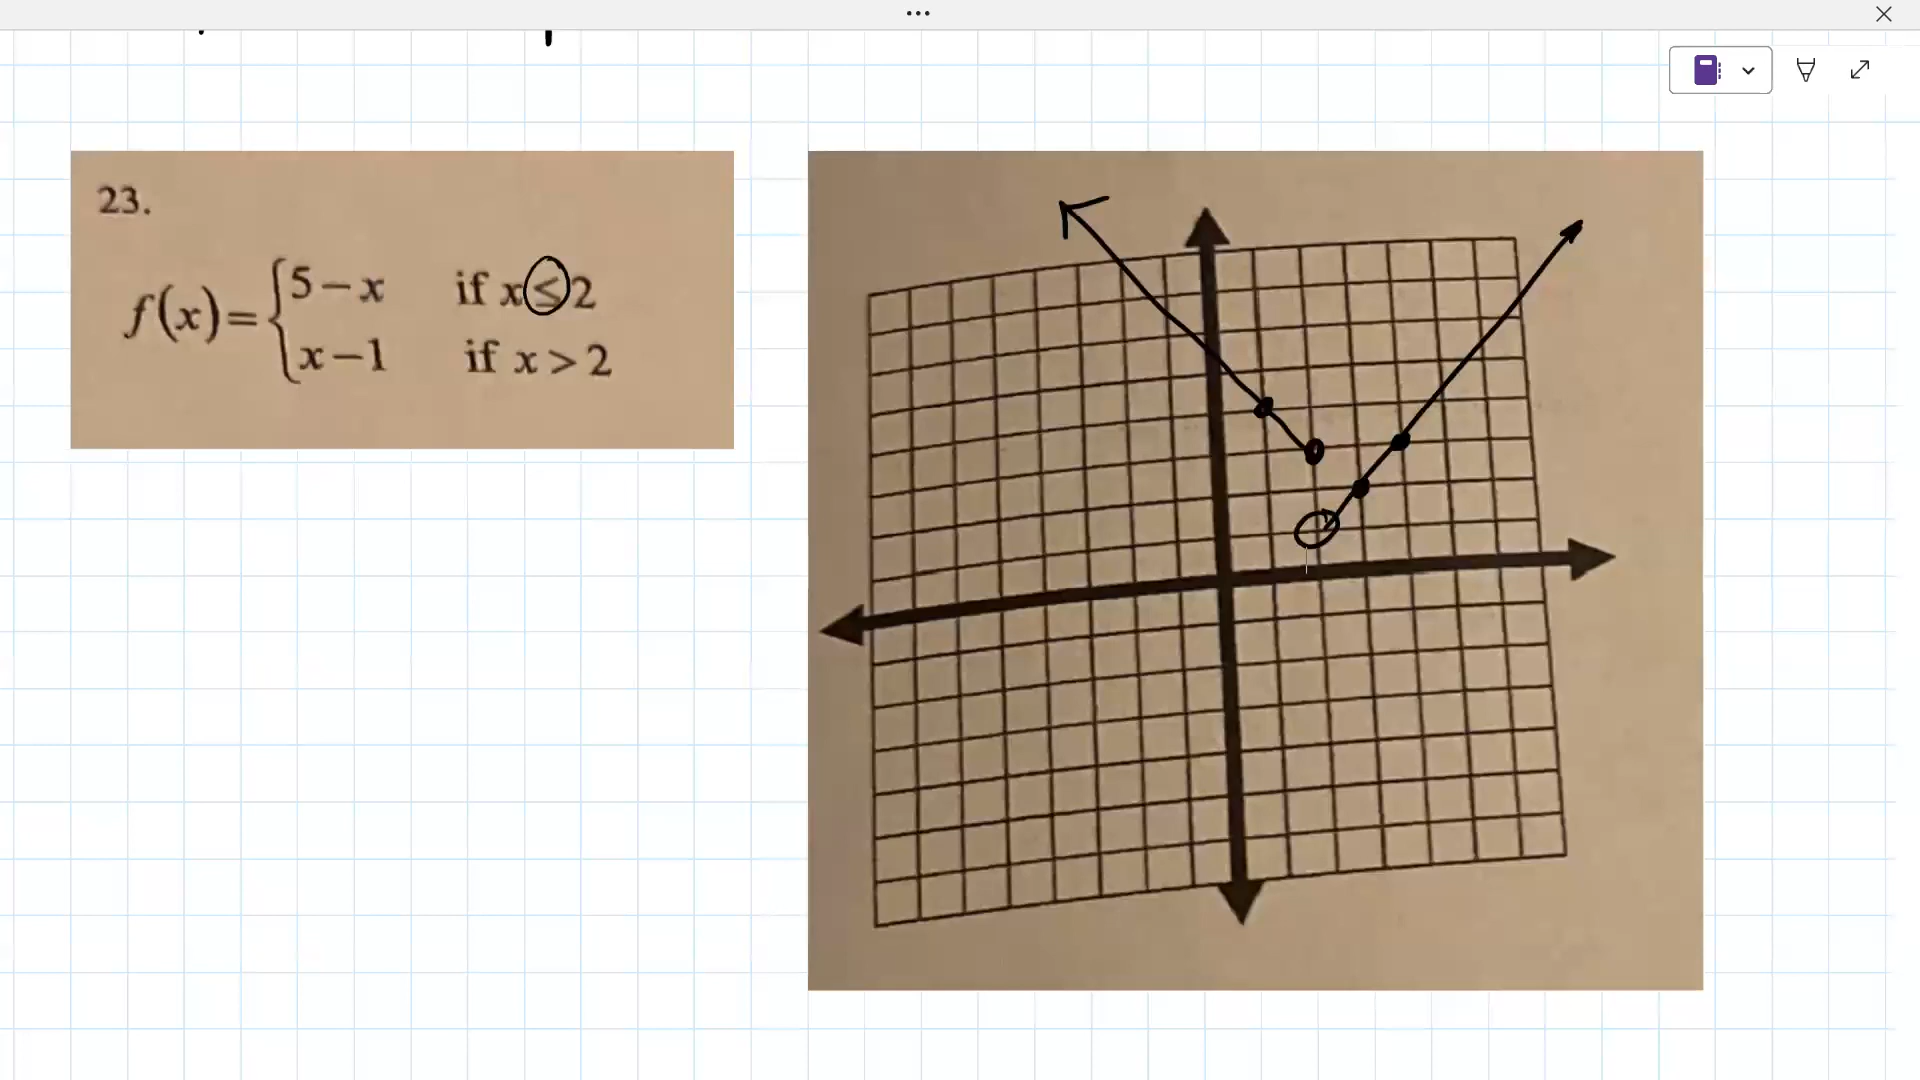 23.
f(x)= { 5−x if x≤2
x−1 if x>2